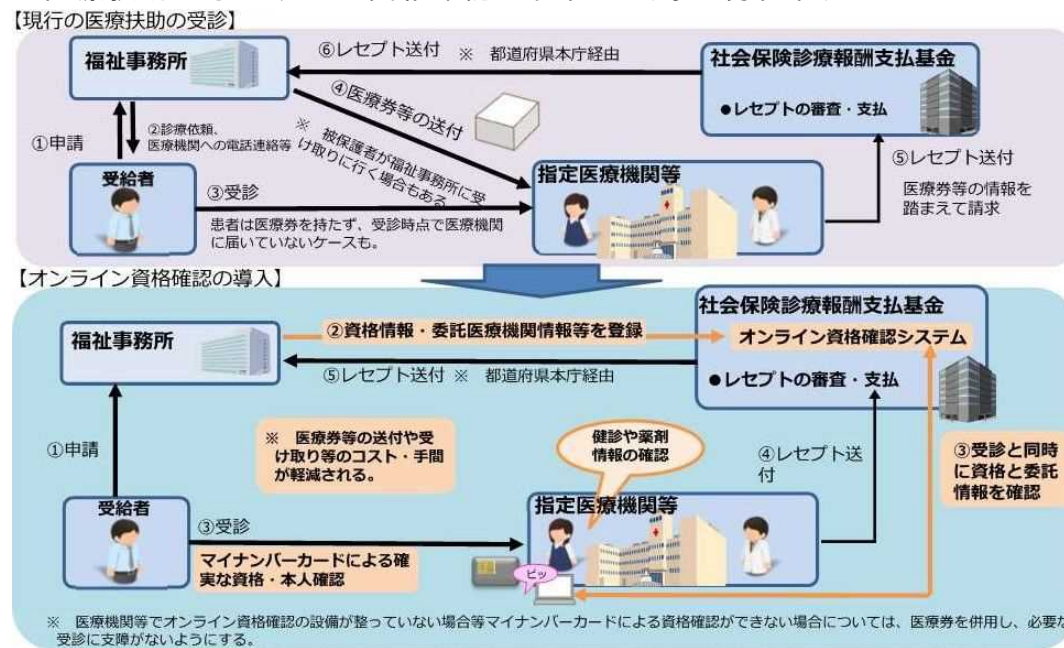 【現行の医療扶助の受診】
福祉事務所
⑥レセプト送付 ※ 都道府県本庁経由
社会保険診療報酬支払基金
●レセプトの審査・支払
④医療券等の送付
※ 被保護者が福祉事務所に受
け取りに行く場合もある
①申請
②診療依頼、
医療機関への電話連絡等
受給者
③受診
患者は医療券を持たず、受診時点で医療機関
に届いていないケースも。
指定医療機関等
⑤レセプト送付
医療券等の情報を
踏まえて請求
【オンライン資格確認の導入】
福祉事務所
②資格情報・委託医療機関情報等を登録
社会保険診療報酬支払基金
オンライン資格確認システム
⑤レセプト送付 ※ 都道府県本庁経由
●レセプトの審査・支払
①申請
※ 医療券等の送付や受
け取り等のコスト・手間
が軽減される。
健診や薬剤
情報の確認
④レセプト送
付
③受診と同時
に資格と委託
情報を確認
受給者
③受診
マイナンバーカードによる確
実な資格・本人確認
指定医療機関等
ピッ
※ 医療機関等でオンライン資格確認の設備が整っていない場合等マイナンバーカードによる資格確認ができない場合については、医療券を併用し、必要な
受診に支障がないようにする。